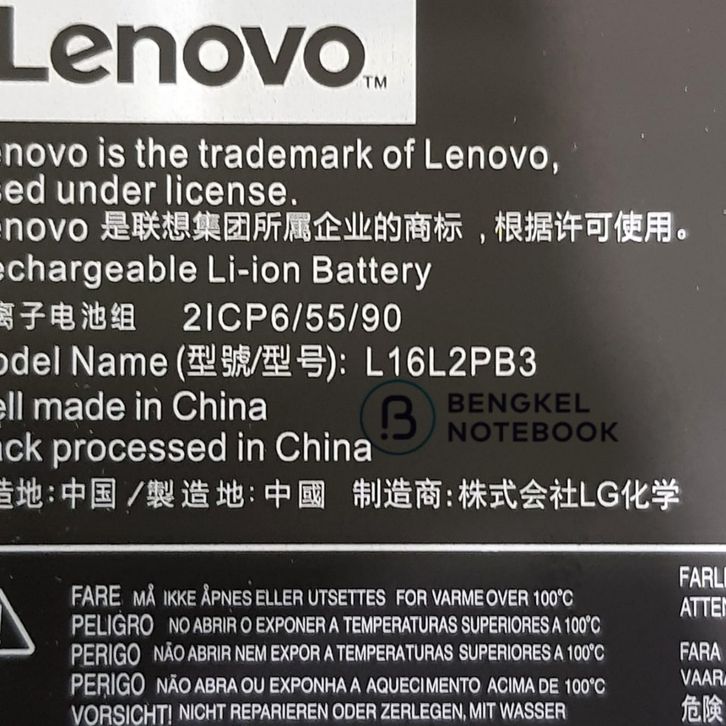 Lenovo™
enovo is the trademark of Lenovo,
sed under license.
enovo 是联想集团所属企业的商标，根据许可使用。
echargeable Li-ion Battery
离子电池组 2ICP6/55/90
odel Name (型號/型号): L16L2PB3
ell made in China
BENGKEL
NOTEBOOK
ack processed in China
造地:中国/製造地:中國 制造商:株式会社LG化学
FARE MÅ IKKE ÅPNES ELLER UTSETTES FOR VARME OVER 100°C
PELIGRO NO ABRIR O EXPONER A TEMPERATURAS SUPERIORES A 100°C
PERIGO NÃO ABRIR NEM EXPOR A TEMPERATURAS SUPERIORES A 100°C
PERIGO NÃO ABRA OU EXPONHA A AQUECIMENTO ACIMA DE 100°C
VORSICHT! NICHT REPARIEREN ODER ZERLEGEN, MIT WASSER
FARL
ATTEN
FARA
VAARA
危険